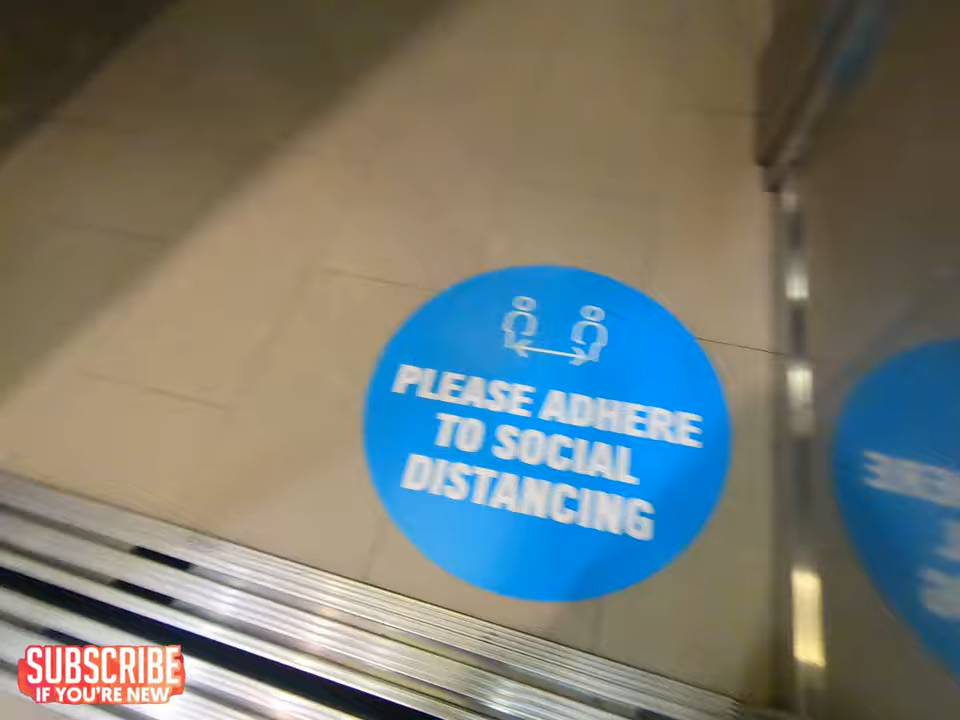 PLEASE ADHERE
TO SOCIAL
DISTANCING
SUBSCRIBE
IF YOU'RE NEW